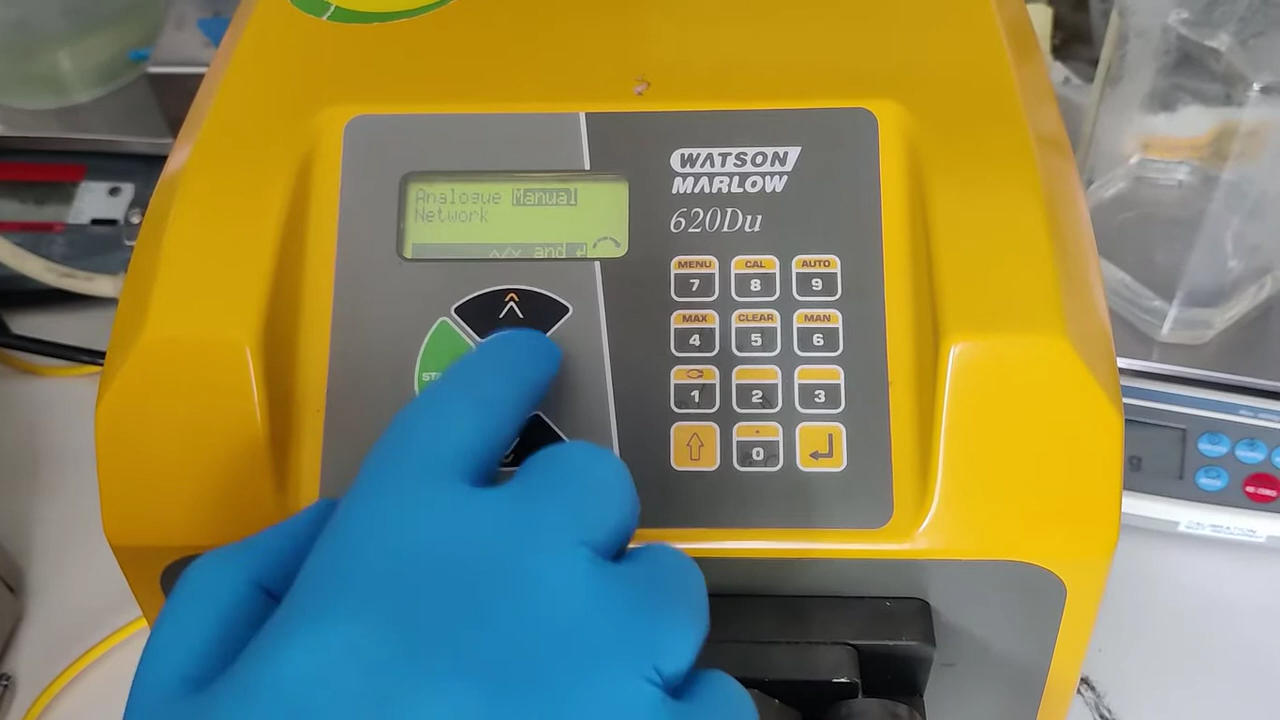 WATSON
MARLOW
620Du
Analogue Manual
Network
^/v and ↵
MENU CAL AUTO
7 8 9
MAX CLEAR MAN
4 5 6
1 2 3
0